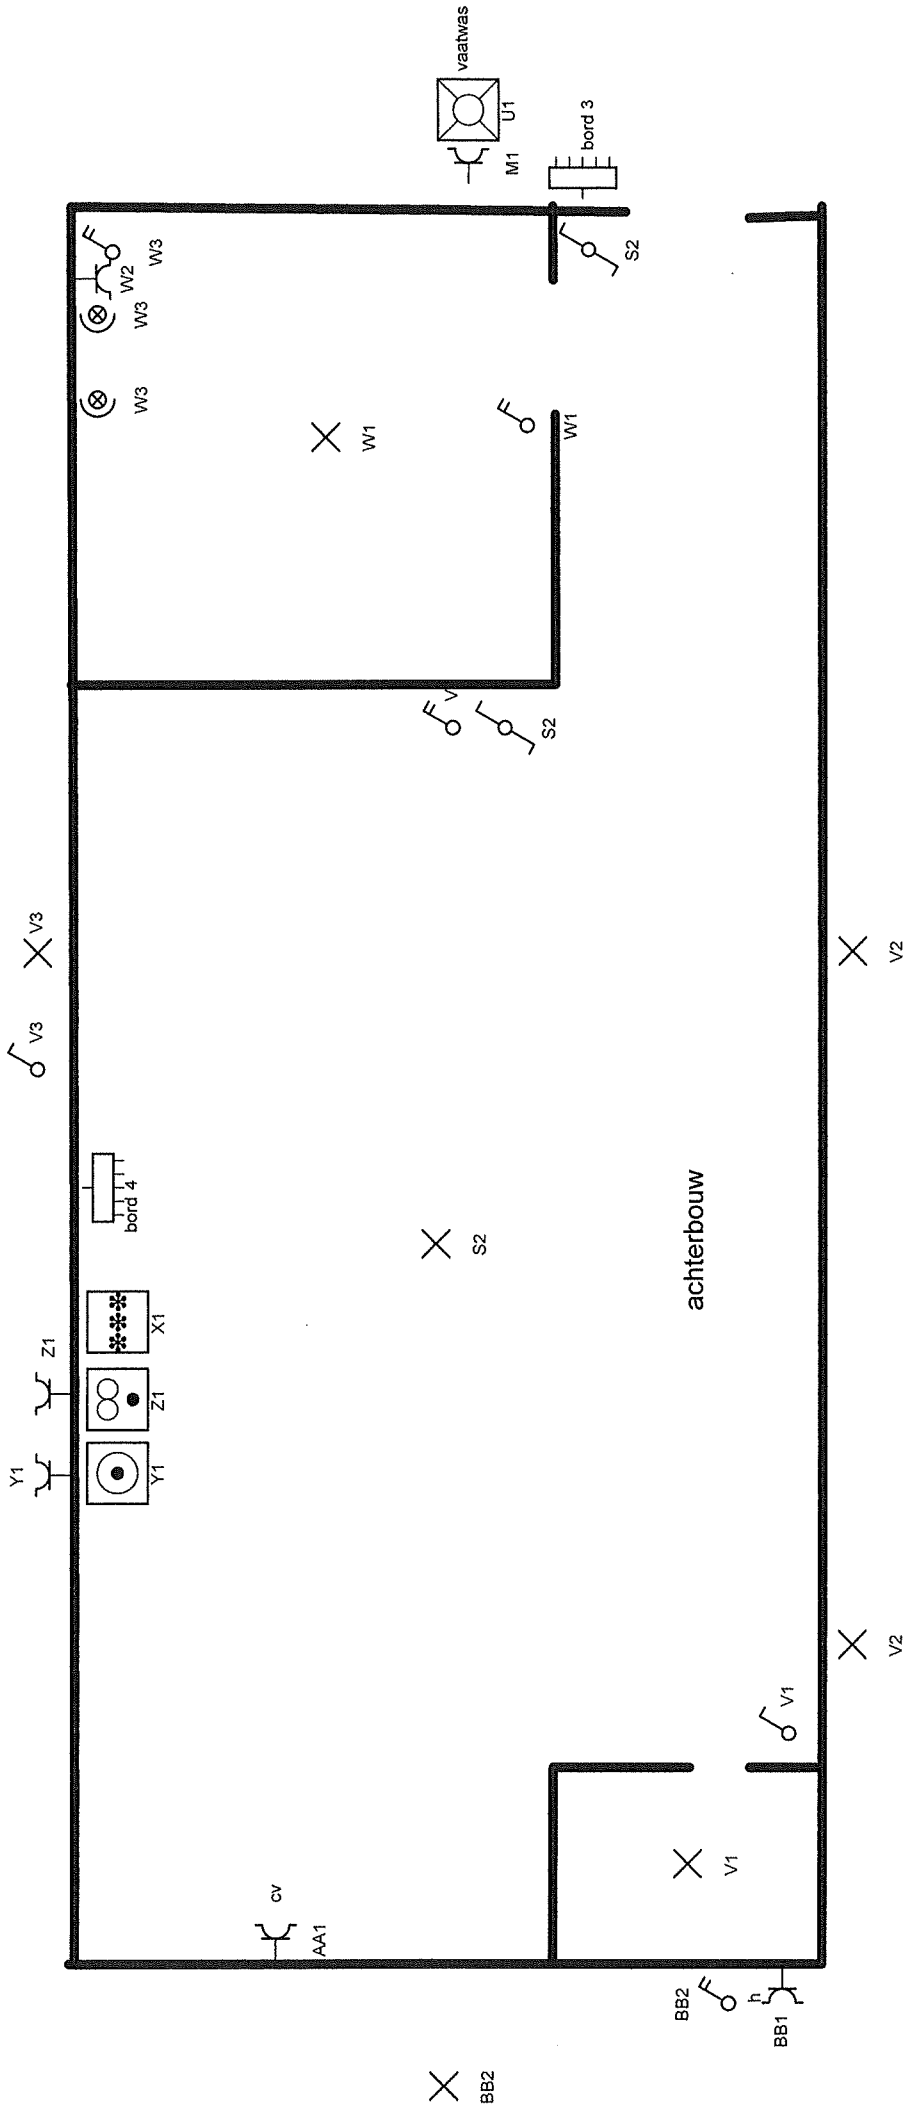 vaatwas
U1
M1
bord 3
W3
W2
W3
W3
S2
W1
W1
V
S2
V3
V3
V2
bord 4
S2
achterbouw
X1
Z1
Z1
Y1
Y1
V2
V1
V1
cv
AA1
BB2
h
BB1
BB2